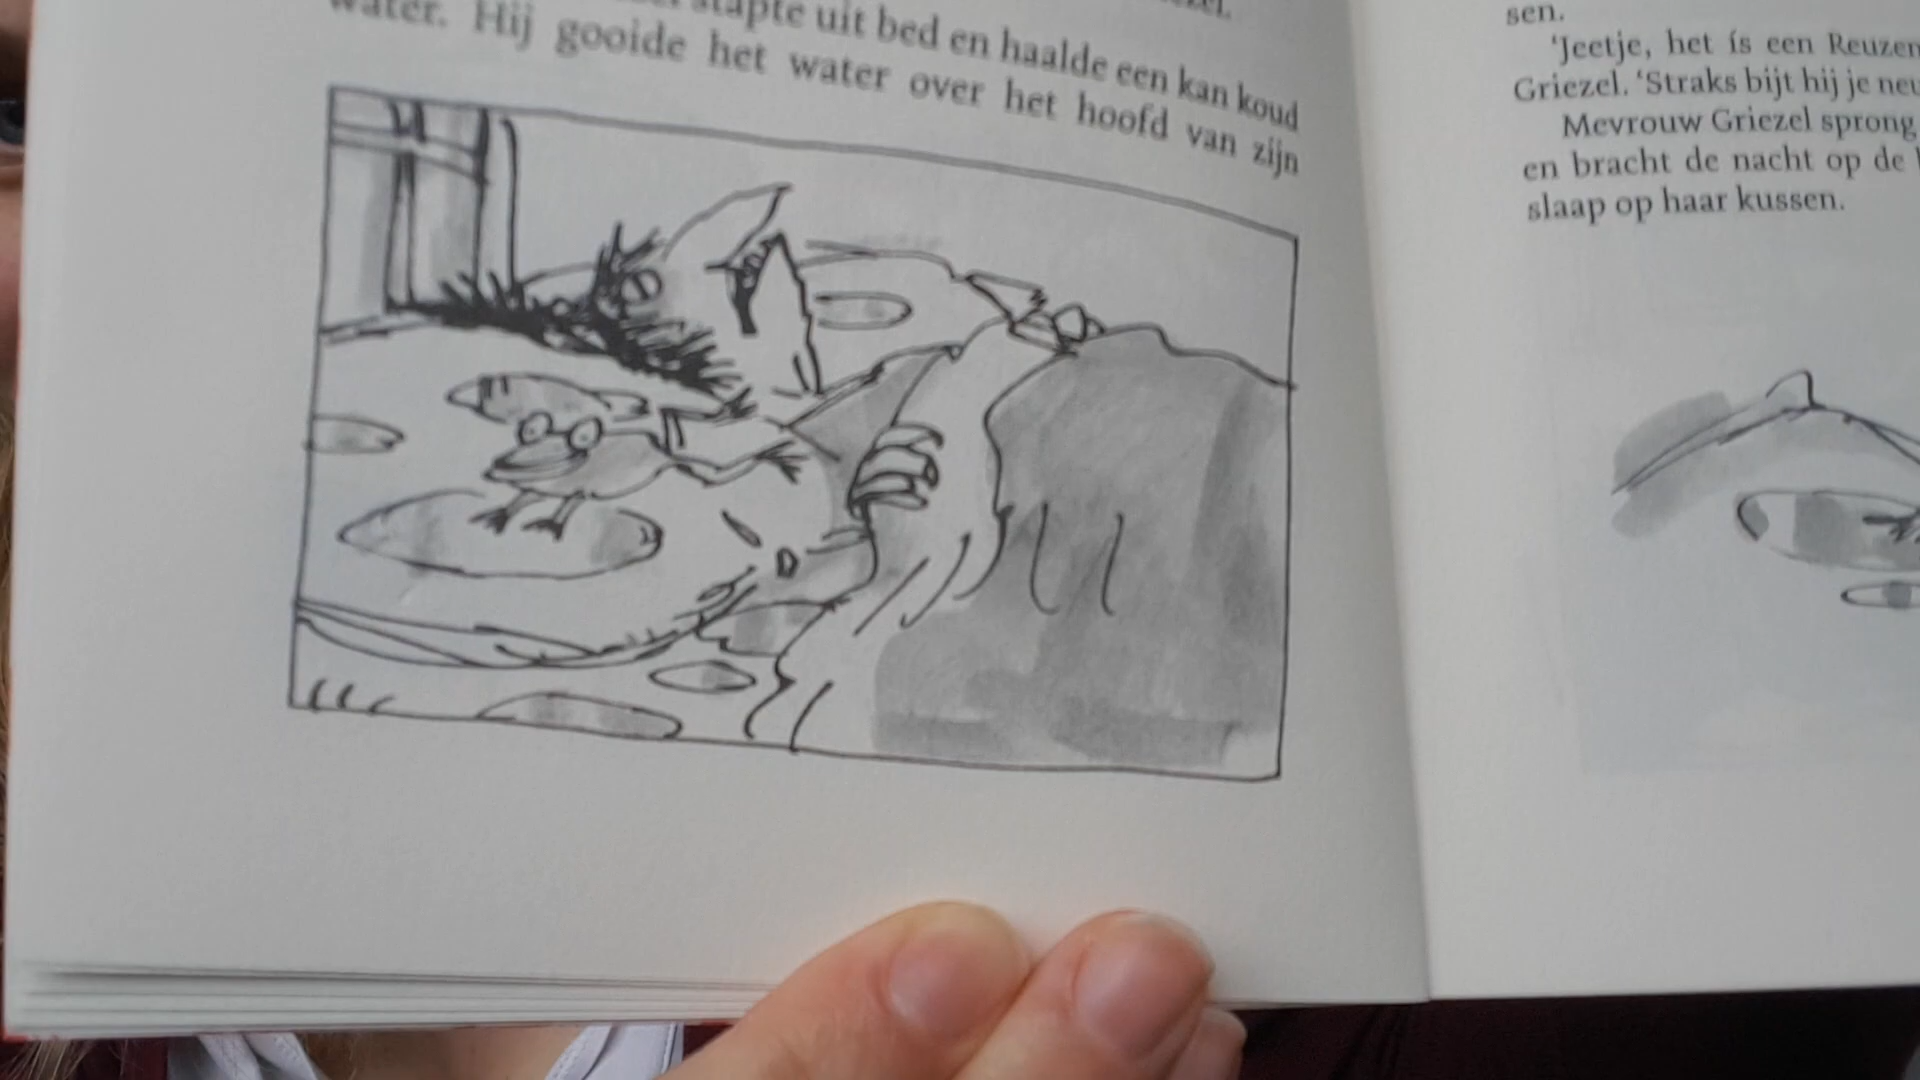 stapte uit bed en haalde een kan koud
water. Hij gooide het water over het hoofd van zijn
sen.
'Jeetje, het ís een Reuzen
Griezel. 'Straks bijt hij je neu
Mevrouw Griezel sprong
en bracht de nacht op de
slaap op haar kussen.